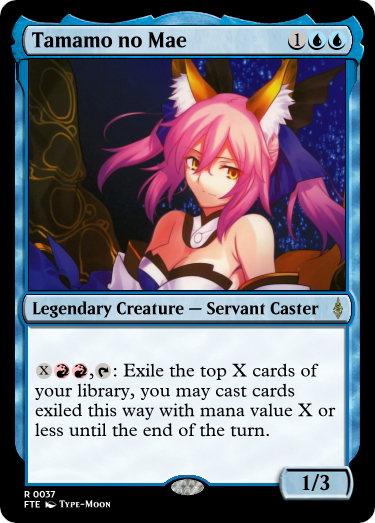 Tamamo no Mae 1
Legendary Creature — Servant Caster
X, : Exile the top X cards of
your library, you may cast cards
exiled this way with mana value X or
less until the end of the turn.
1/3
R 0037
FTE Type-Moon